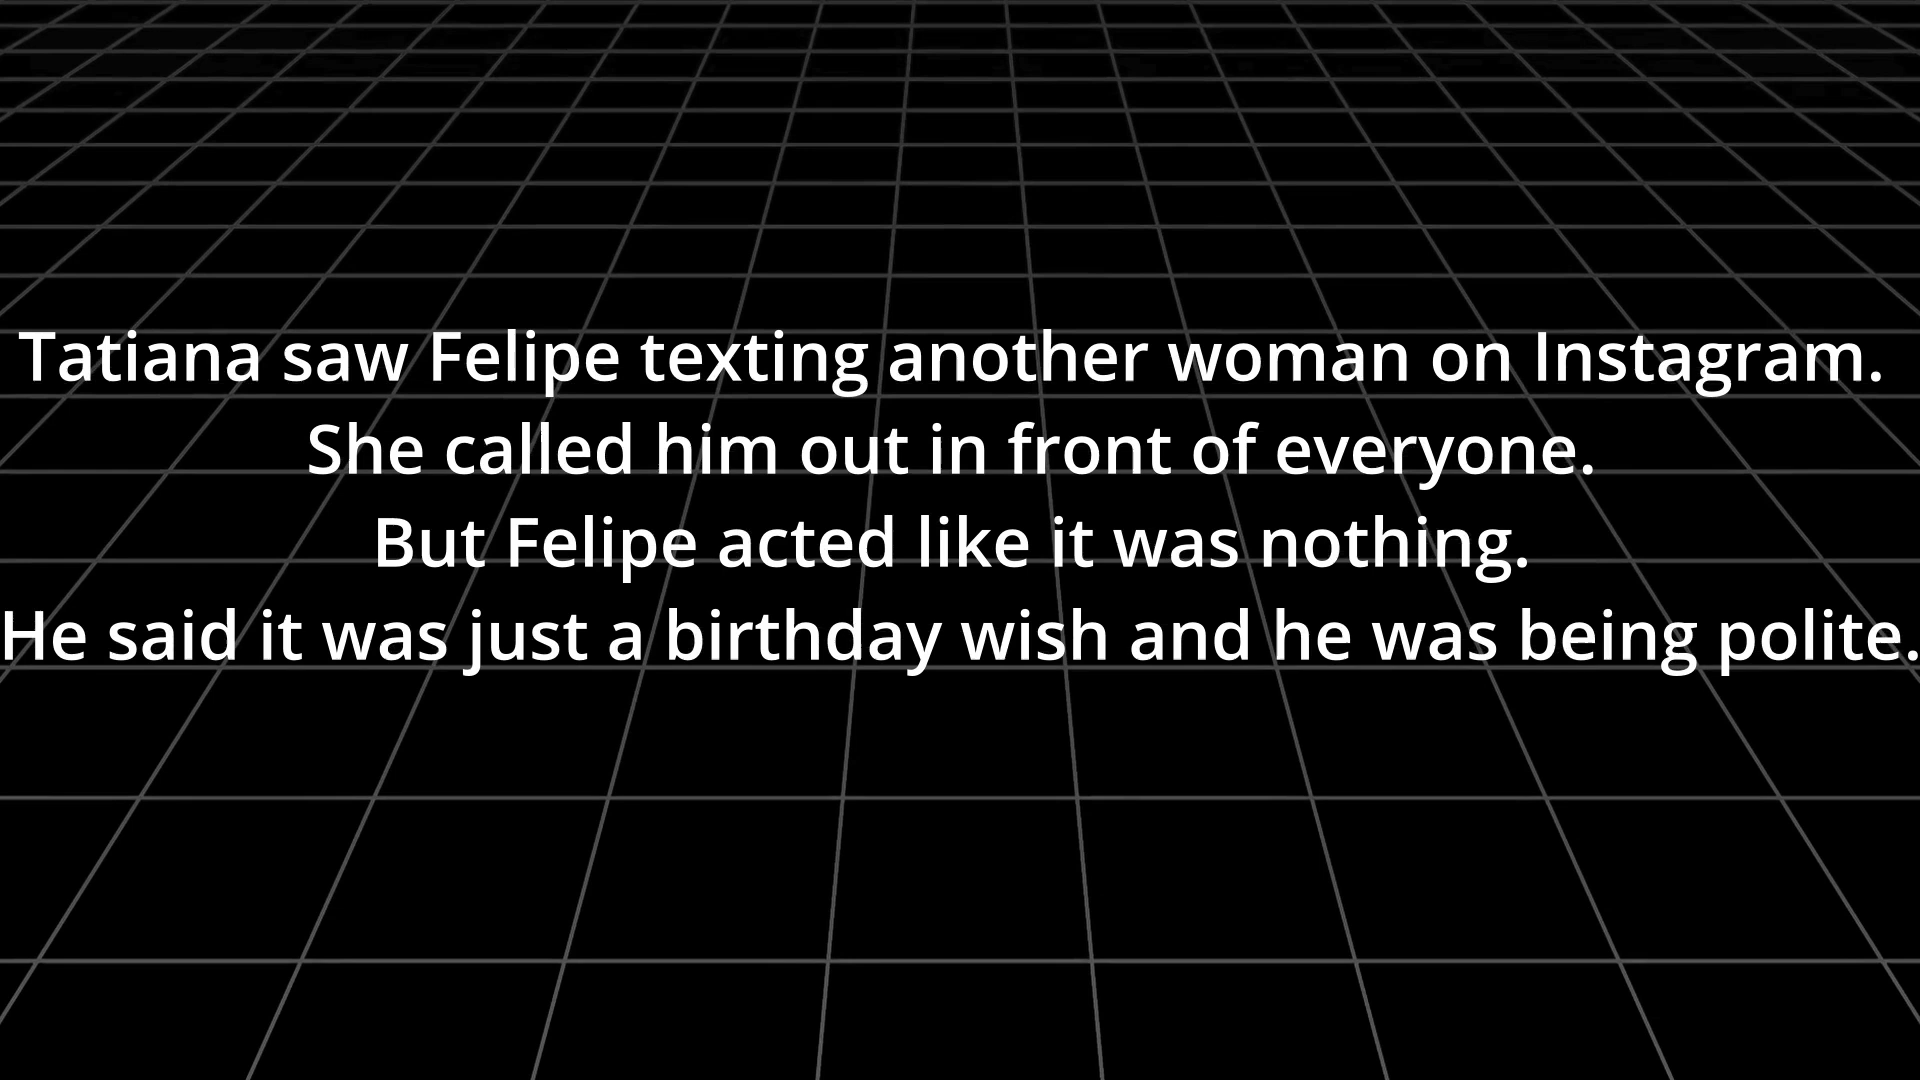 Tatiana saw Felipe texting another woman on Instagram.
She called him out in front of everyone.
But Felipe acted like it was nothing.
He said it was just a birthday wish and he was being polite.